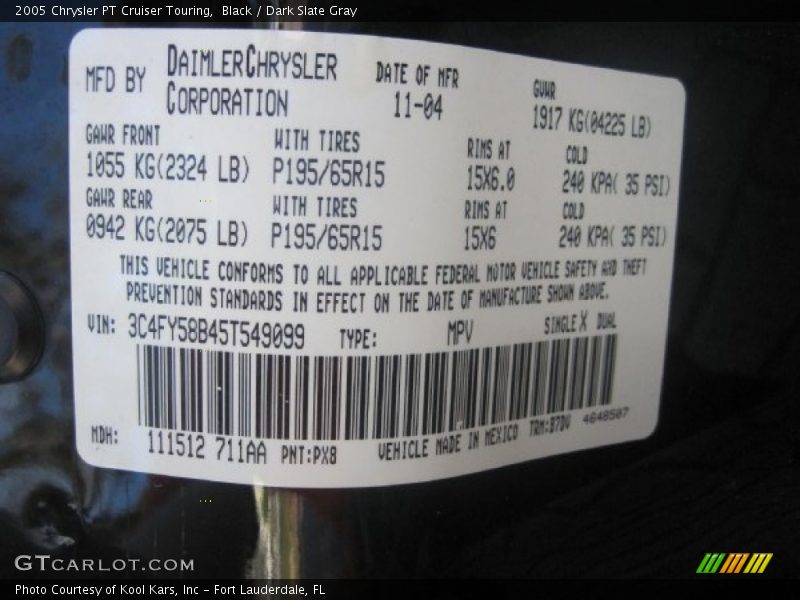 2005 Chrysler PT Cruiser Touring,  Black / Dark Slate Gray
MFD BY DAIMLERCHRYSLER CORPORATION
DATE OF MFR 11-04
GVWR 1917 KG(04225 LB)
GAWR FRONT WITH TIRES RIMS AT COLD
1055 KG(2324 LB) P195/65R15 15X6.0 240 KPA( 35 PSI)
GAWR REAR WITH TIRES RIMS AT COLD
0942 KG(2075 LB) P195/65R15 15X6 240 KPA( 35 PSI)
THIS VEHICLE CONFORMS TO ALL APPLICABLE FEDERAL MOTOR VEHICLE SAFETY AND THEFT
PREVENTION STANDARDS IN EFFECT ON THE DATE OF MANUFACTURE SHOWN ABOVE.
VIN: 3C4FY58B45T549099 TYPE: MPV SINGLE X DUAL
MDH: 111512 711AA PNT:PX8 VEHICLE MADE IN MEXICO TRM:B7DV 4648507
GTCARLOT.COM
Photo Courtesy of Kool Kars, Inc – Fort Lauderdale, FL